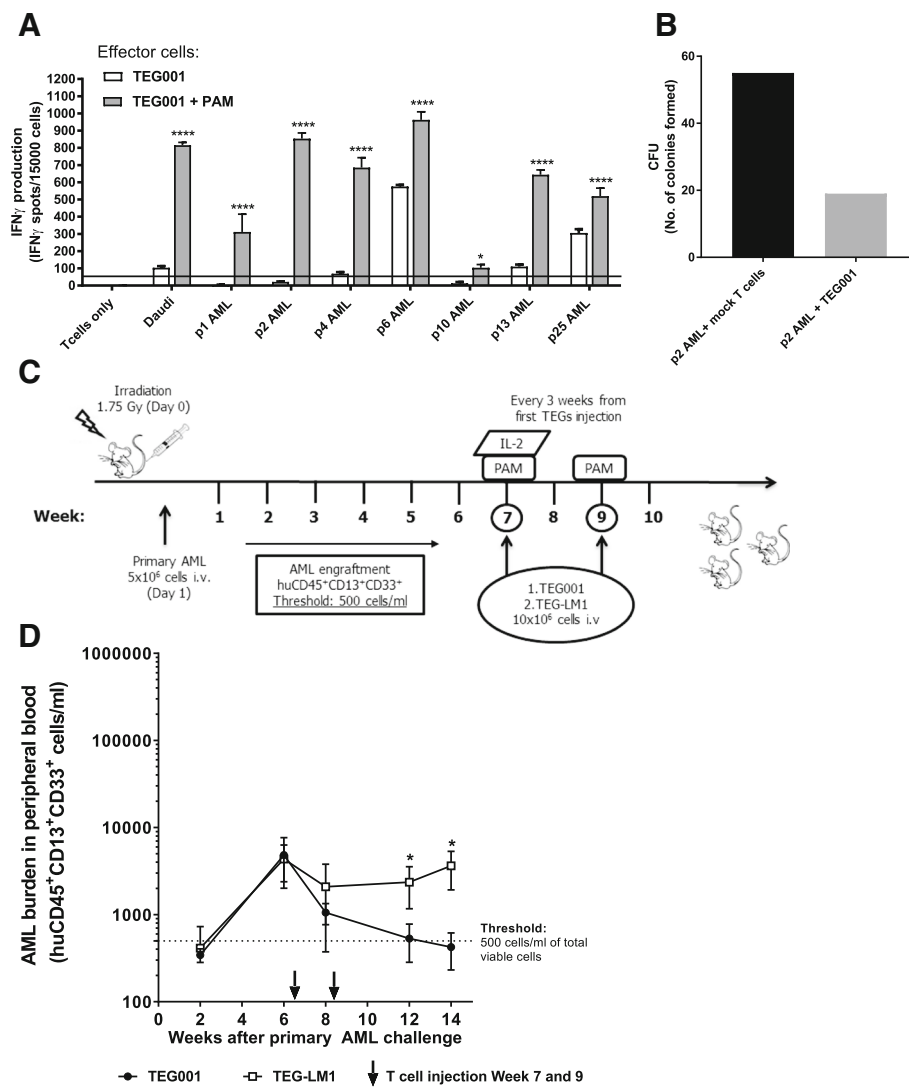 A
Effector cells:
TEG001
TEG001 + PAM
IFNγ production
(IFNγ spots/15000 cells)
1200
1100
1000
900
800
700
600
500
400
300
200
100
0
****
****
****
****
****
*
****
****
Tcells only
Daudi
p1 AML
p2 AML
p4 AML
p6 AML
p10 AML
p13 AML
p25 AML
B
CFU
(No. of colonies formed)
60
40
20
0
p2 AML+ mock T cells
p2 AML + TEG001
C
Irradiation
1.75 Gy (Day 0)
Every 3 weeks from
first TEGs injection
IL-2
PAM
PAM
Week: 1 2 3 4 5 6 7 8 9 10
Primary AML
5x10⁶ cells i.v.
(Day 1)
AML engraftment
huCD45⁺CD13⁺CD33⁺
Threshold: 500 cells/ml
1.TEG001
2.TEG-LM1
10x10⁶ cells i.v
D
AML burden in peripheral blood
(huCD45⁺CD13⁺CD33⁺ cells/ml)
1000000
100000
10000
1000
100
* *
Threshold:
500 cells/ml of total
viable cells
0 2 4 6 8 10 12 14
Weeks after primary AML challenge
TEG001 TEG-LM1 T cell injection Week 7 and 9